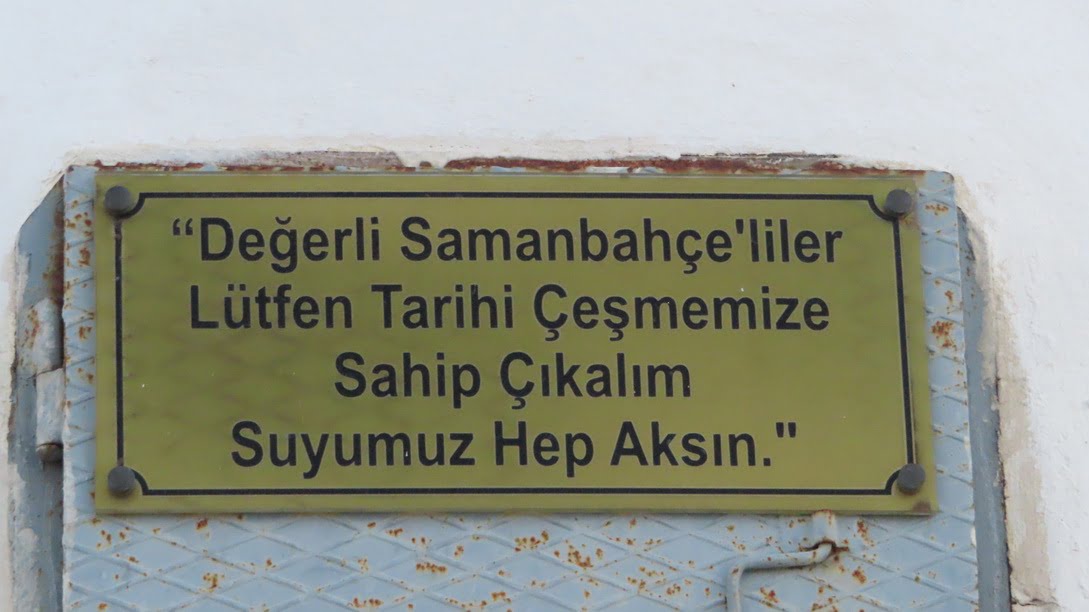 “Değerli Samanbahçe'liler
Lütfen Tarihi Çeşmemize
Sahip Çıkalım
Suyumuz Hep Aksın."